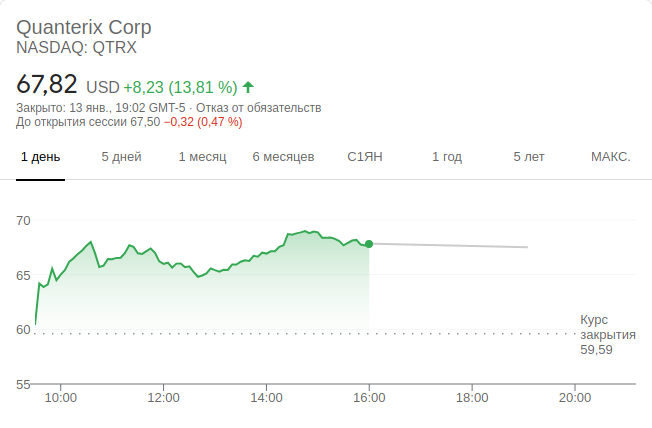 Quanterix Corp
NASDAQ: QTRX
67,82 USD +8,23 (13,81 %)
Закрыто: 13 янв., 19:02 GMT-5 · Отказ от обязательств
До открытия сессии 67,50 −0,32 (0,47 %)
1 день 5 дней 1 месяц 6 месяцев С1ЯН 1 год 5 лет МАКС.
70
65
60
Курс
закрытия
59,59
55
10:00 12:00 14:00 16:00 18:00 20:00